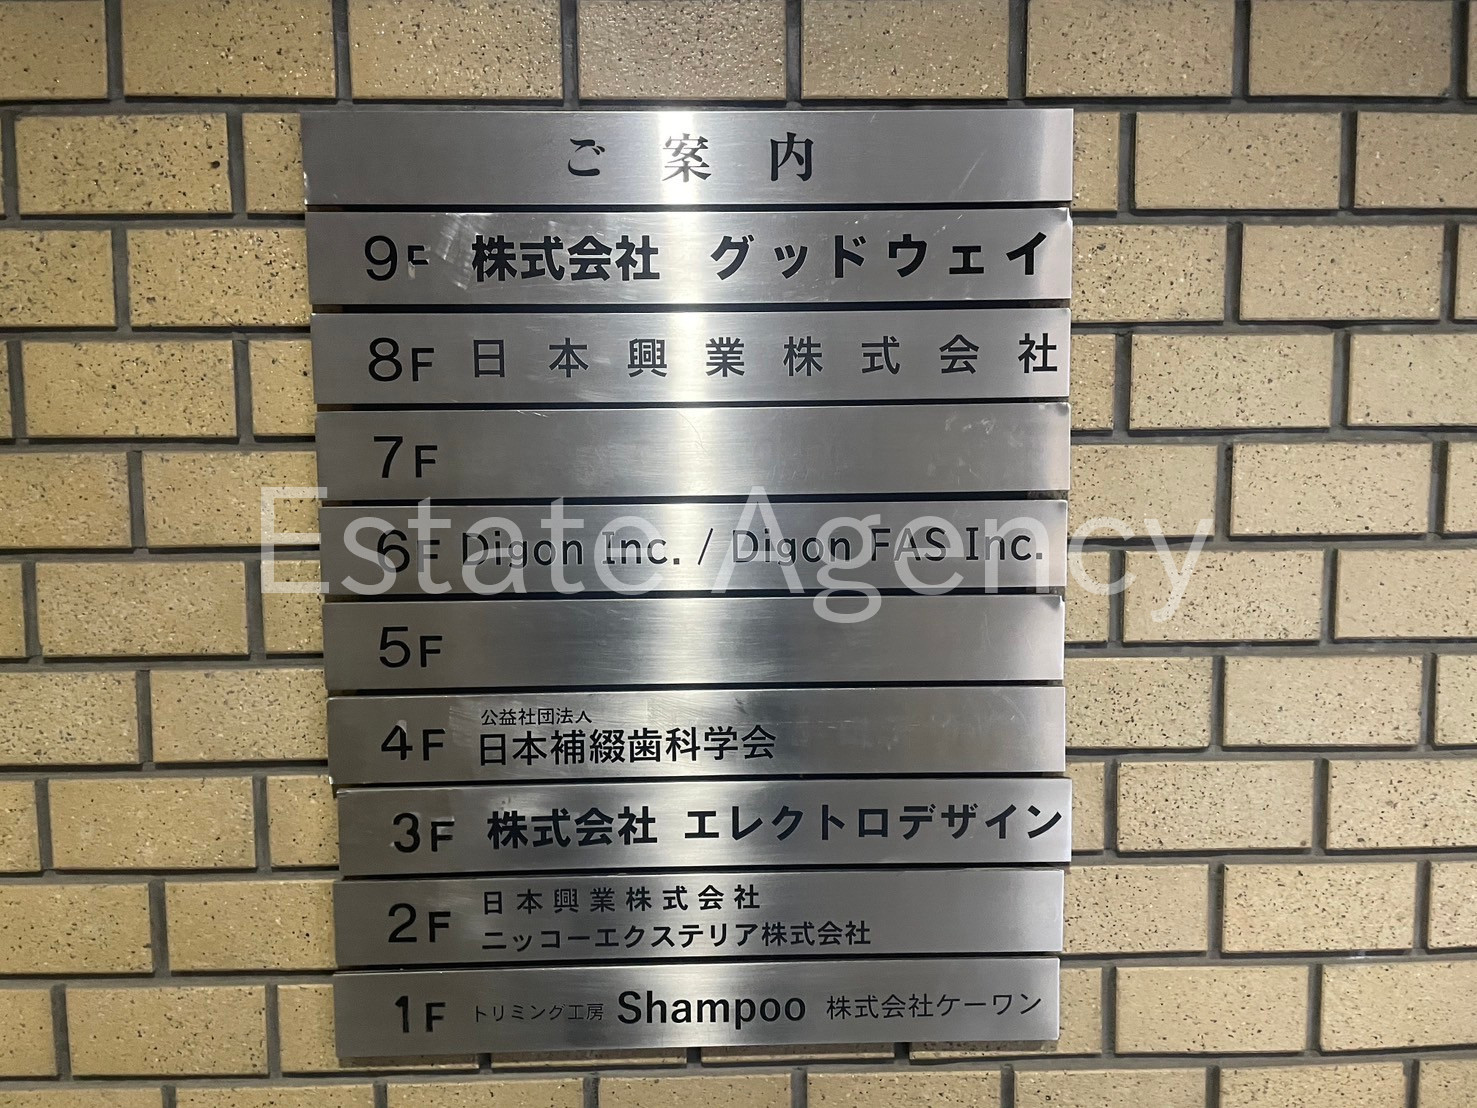 ご案内
9F 株式会社 グッドウェイ
8F 日本興業株式会社
7F
6F Digon Inc. / Digon FAS Inc.
Estate Agency
5F
4F 公益社団法人
日本補綴歯科学会
3F 株式会社 エレクトロデザイン
2F 日本興業株式会社
ニッコーエクステリア株式会社
1F トリミング工房 Shampoo 株式会社ケーワン